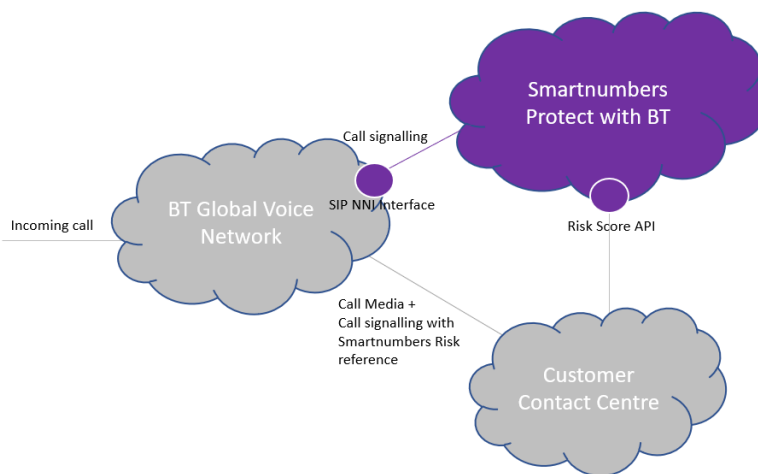 Smartnumbers
Protect with BT
Call signalling
BT Global Voice
Network
SIP NNI Interface
Incoming call
Risk Score API
Call Media +
Call signalling with
Smartnumbers Risk
reference
Customer
Contact Centre